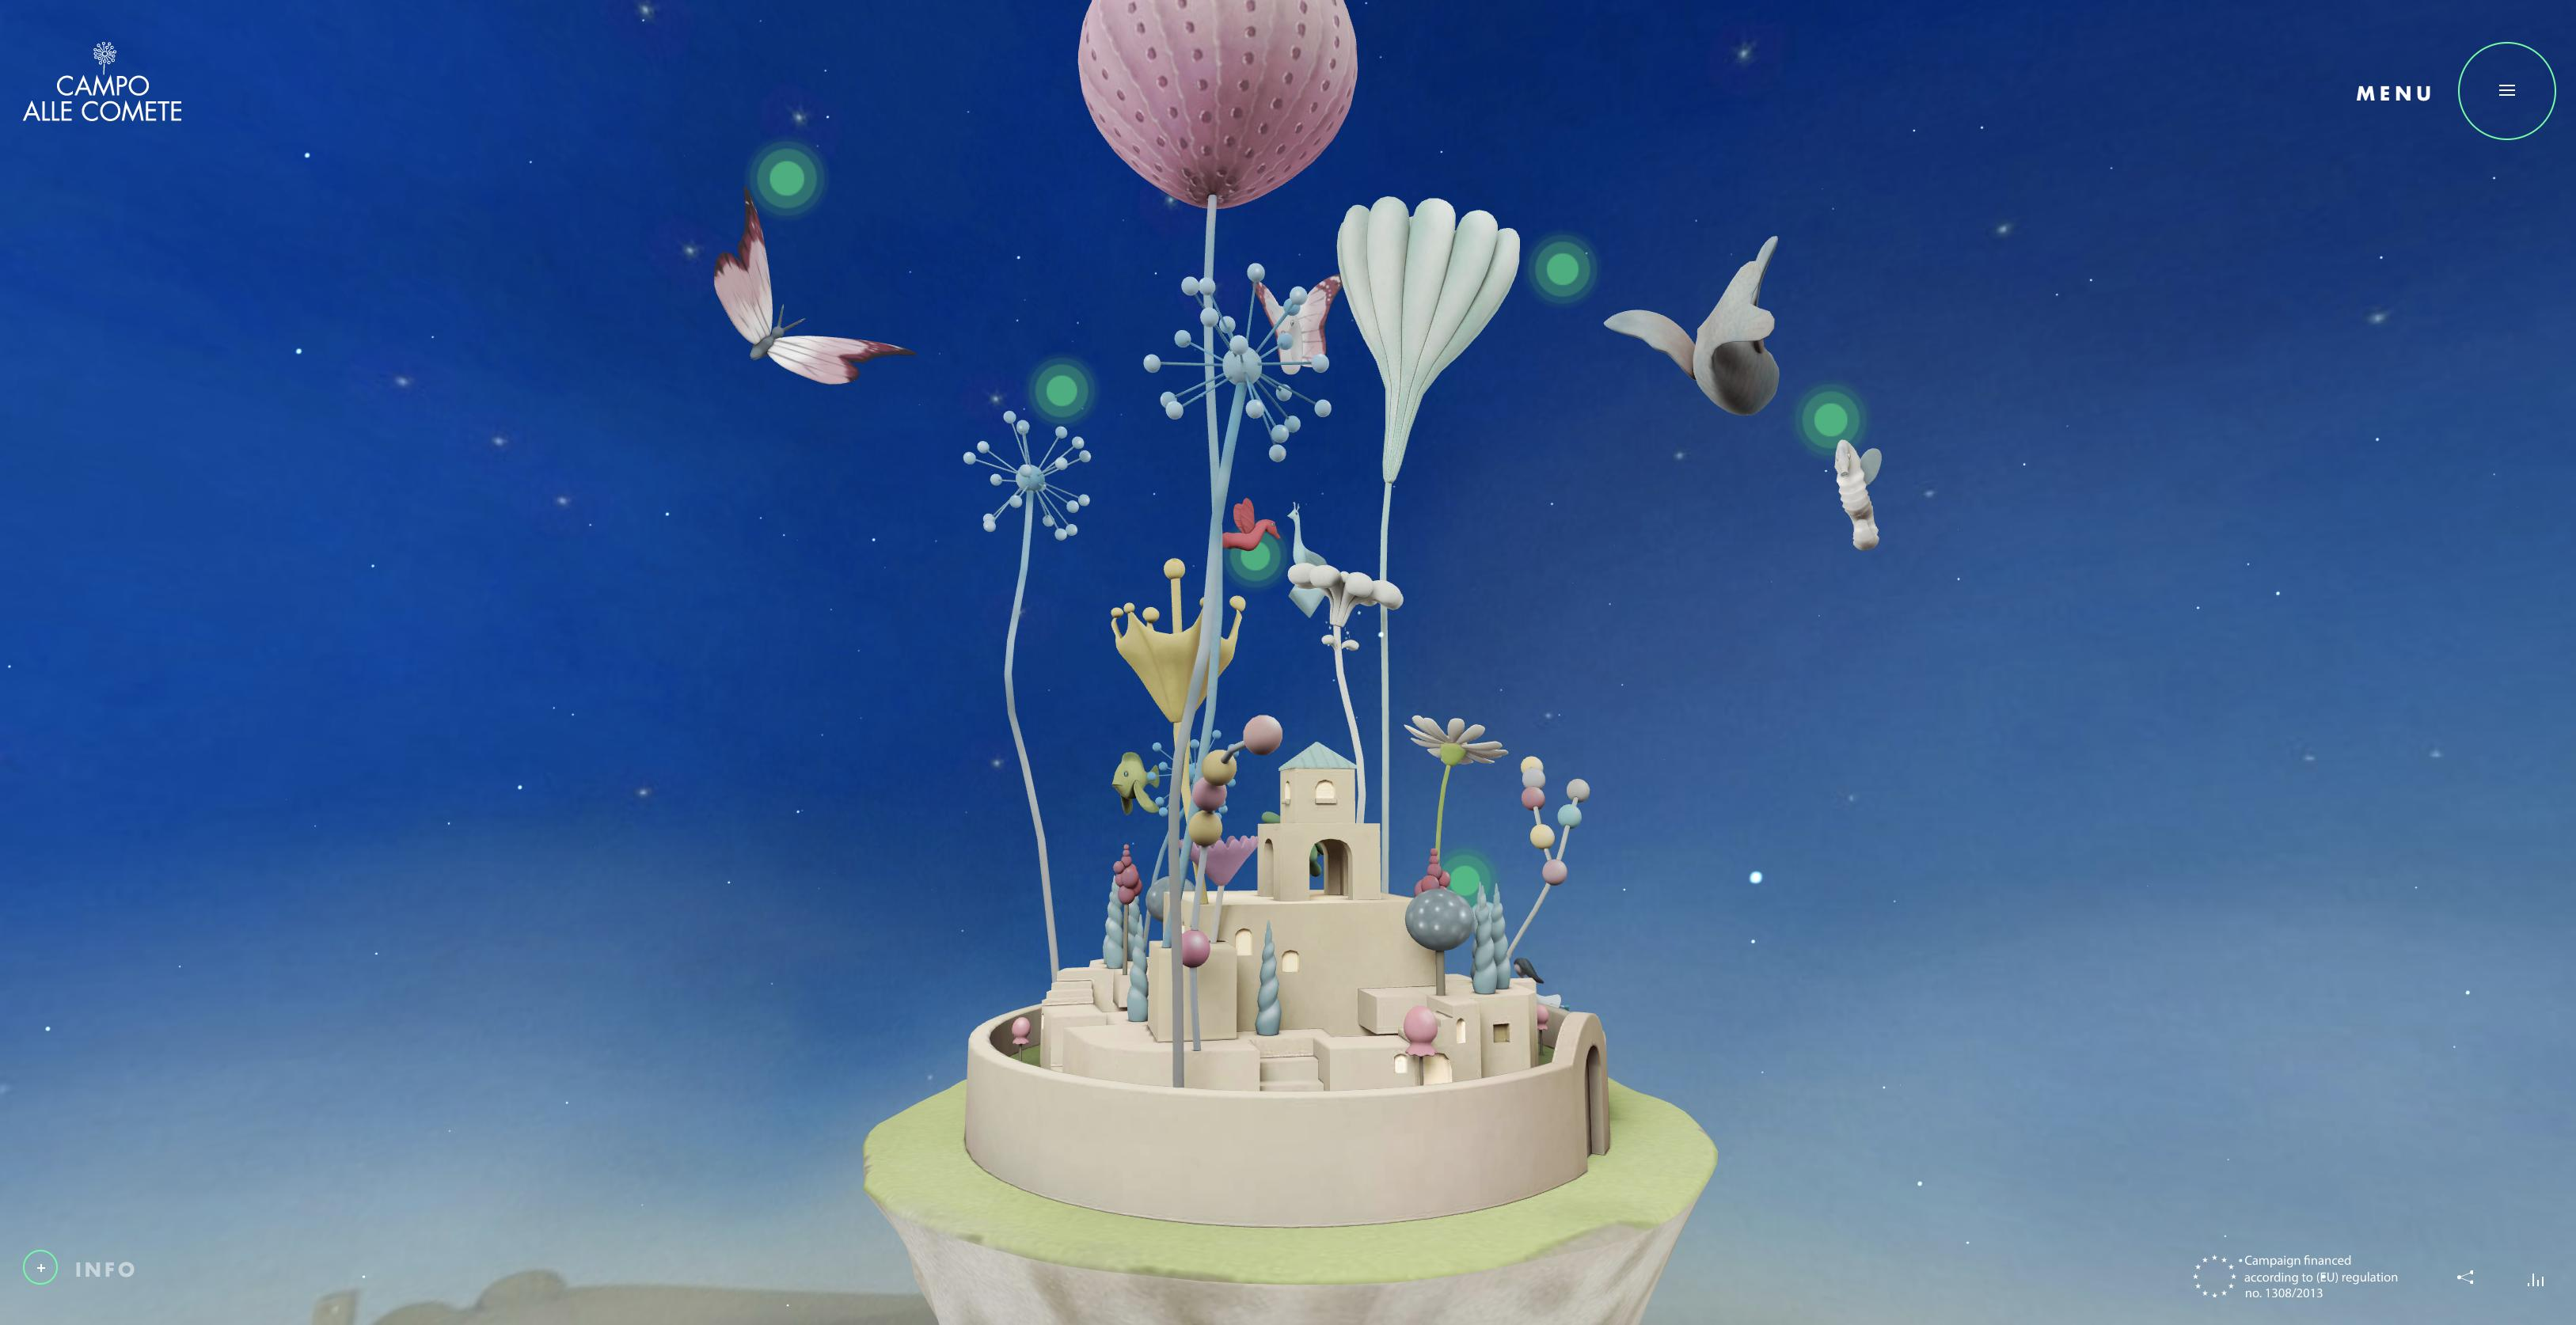 CAMPO
ALLE COMETE
MENU
INFO
Campaign financed
according to (EU) regulation
no. 1308/2013